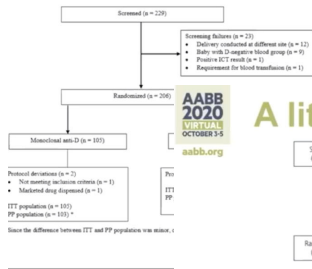 Screened (n = 229)
Screening failures (n = 23)
• Delivery conducted at different site (n = 12)
• Baby with D-negative blood group (n = 9)
• Positive ICT result (n = 1)
• Requirement for blood transfusion (n = 1)
Randomized (n = 206)
Monoclonal anti-D (n = 105)
Protocol deviations (n = 2)
• Not meeting inclusion criteria (n = 1)
• Marketed drug dispensed (n = 1)
ITT population (n = 105)
PP population (n = 103) *
Since the difference between ITT and PP population was minor,
AABB
2020
VIRTUAL
OCTOBER 3-5
aabb.org
A lit
ITT
PP